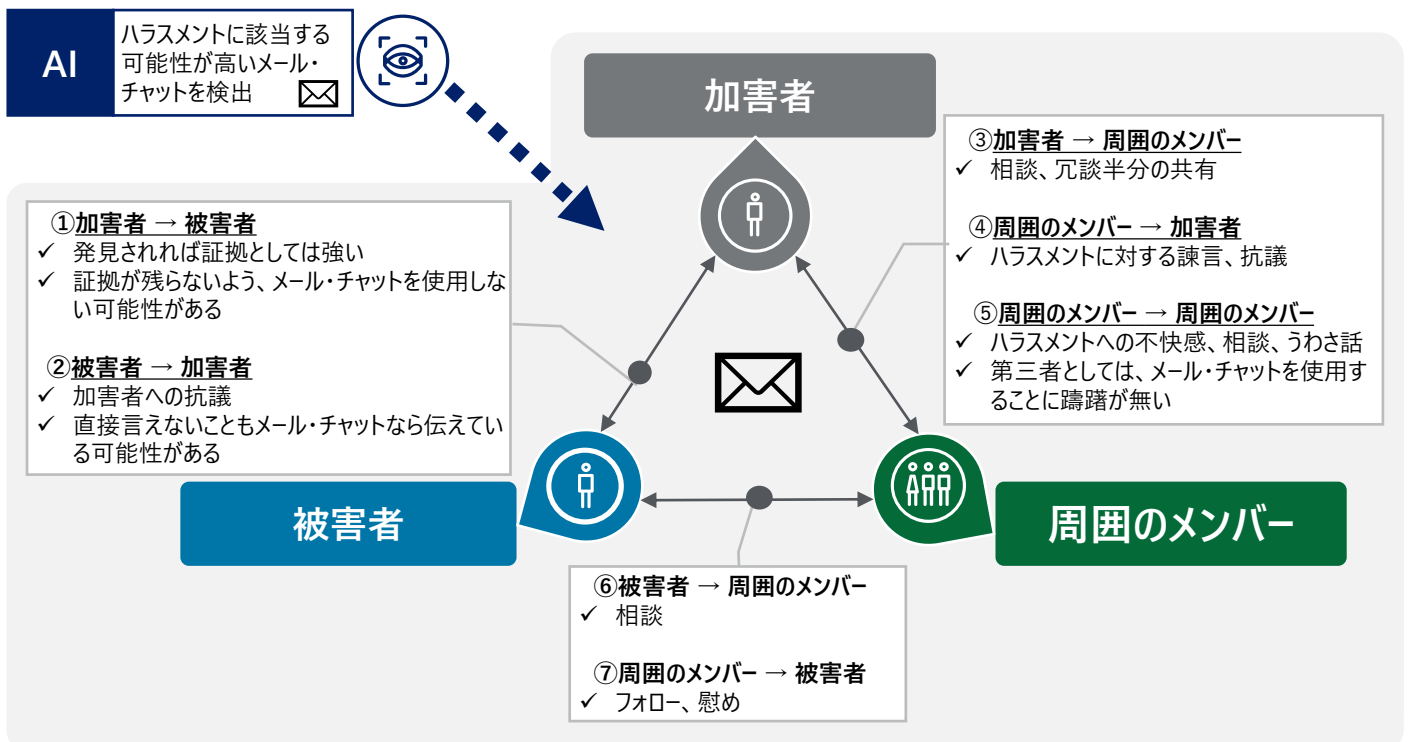 AI
ハラスメントに該当する
可能性が高いメール・
チャットを検出
加害者
①加害者 → 被害者
✓ 発見されれば証拠としては強い
✓ 証拠が残らないよう、メール・チャットを使用しな
い可能性がある
②被害者 → 加害者
✓ 加害者への抗議
✓ 直接言えないこともメール・チャットなら伝えてい
る可能性がある
③加害者 → 周囲のメンバー
✓ 相談、冗談半分の共有
④周囲のメンバー → 加害者
✓ ハラスメントに対する諫言、抗議
⑤周囲のメンバー → 周囲のメンバー
✓ ハラスメントへの不快感、相談、うわさ話
✓ 第三者としては、メール・チャットを使用す
ることに躊躇が無い
被害者
周囲のメンバー
⑥被害者 → 周囲のメンバー
✓ 相談
⑦周囲のメンバー → 被害者
✓ フォロー、慰め